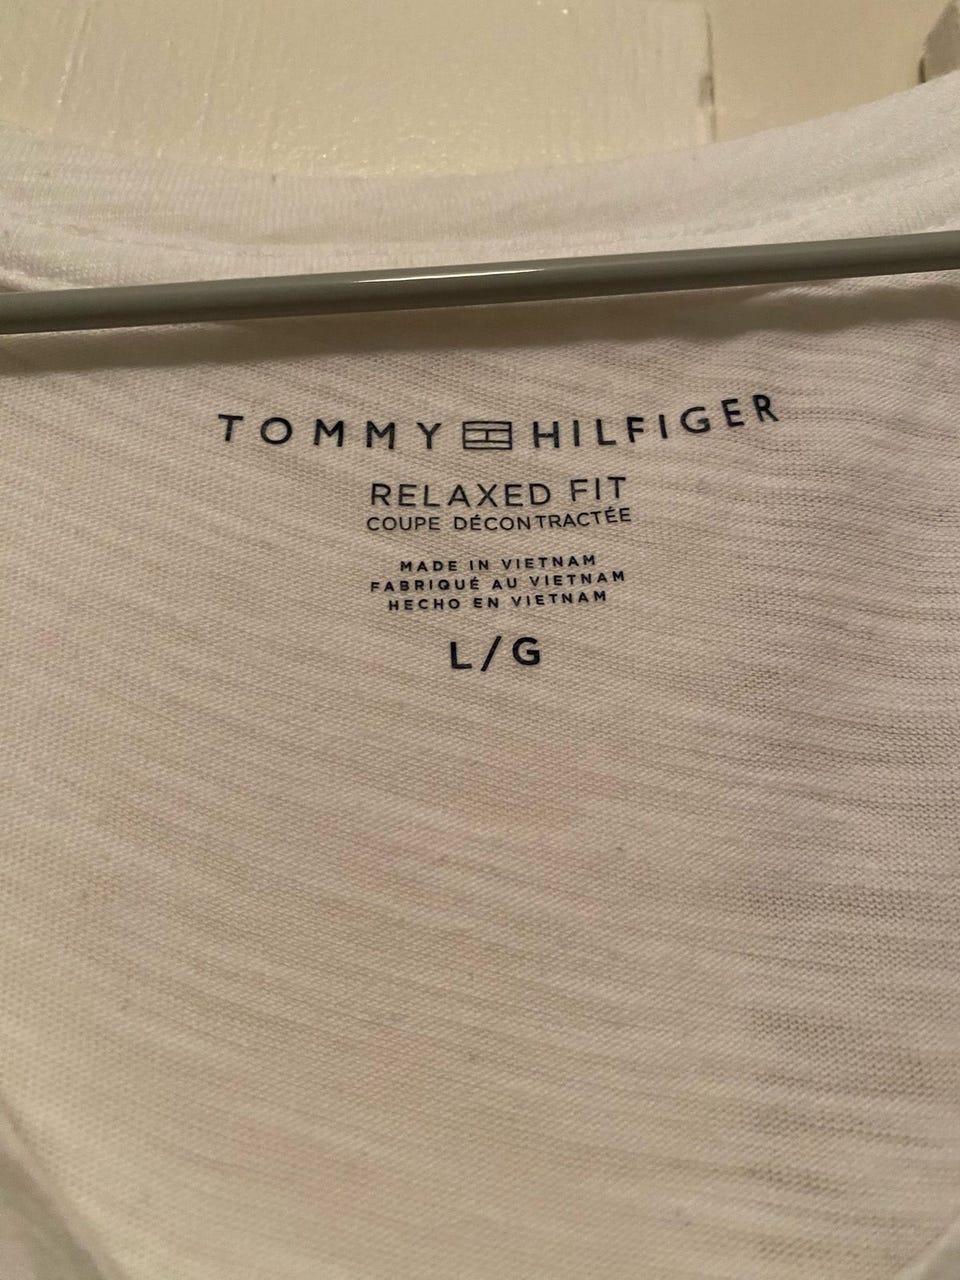 TOMMY HILFIGER
RELAXED FIT
COUPE DÉCONTRACTÉE
MADE IN VIETNAM
FABRIQUÉ AU VIETNAM
HECHO EN VIETNAM
L/G